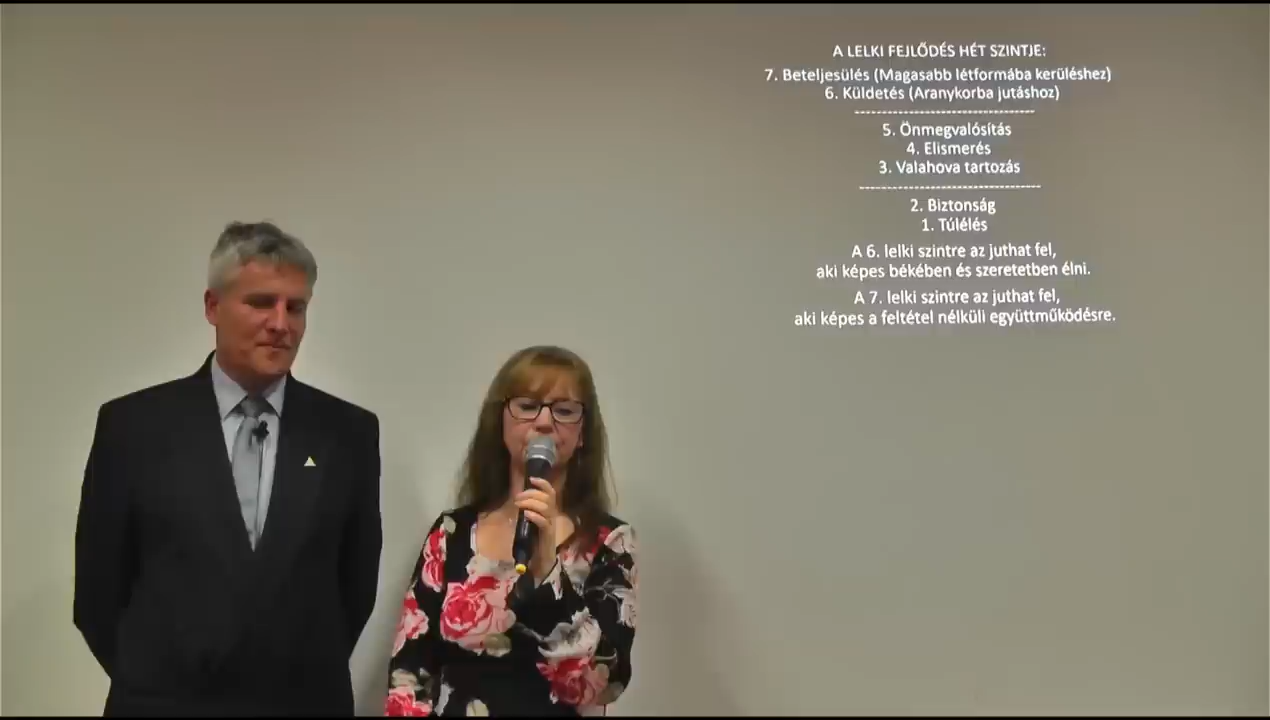 A LELKI FEJLŐDÉS HÉT SZINTJE:
7. Beteljesülés (Magasabb létformába kerüléshez)
6. Küldetés (Aranykorba jutáshoz)
----------------------------------
5. Önmegvalósítás
4. Elismerés
3. Valahova tartozás
----------------------------------
2. Biztonság
1. Túlélés
A 6. lelki szintre az juthat fel,
aki képes békében és szeretetben élni.
A 7. lelki szintre az juthat fel,
aki képes a feltétel nélküli együttműködésre.